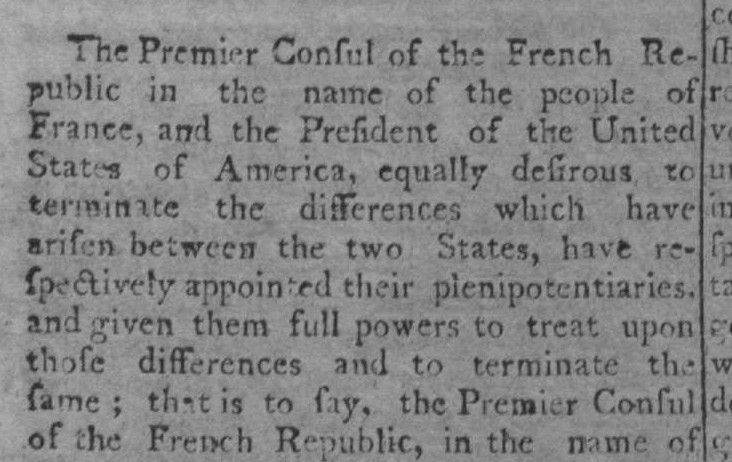 The Premier Conſul of the French Re-
public in the name of the people of
France, and the Preſident of the United
States of America, equally deſirous to
terminate the differences which have
ariſen between the two States, have re-
ſpectively appointed their plenipotentiaries.
and given them full powers to treat upon
thoſe differences and to terminate the
ſame; that is to ſay, the Premier Conſul
of the French Republic, in the name of